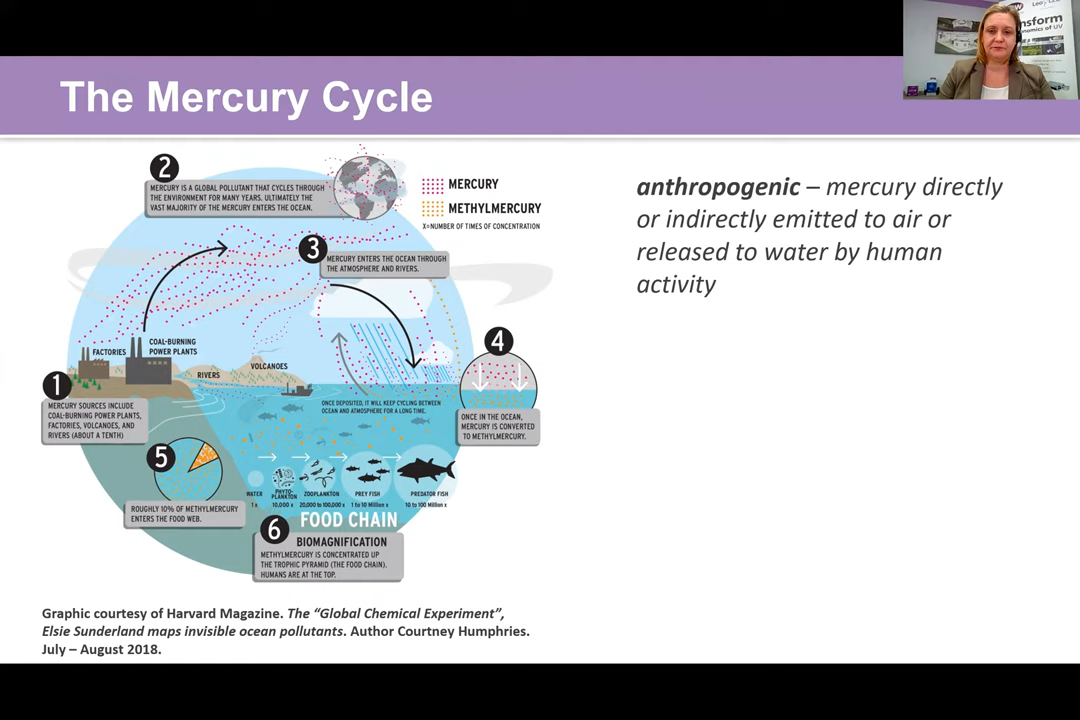 The Mercury Cycle
nsform
onomics of UV
2
MERCURY IS A GLOBAL POLLUTANT THAT CYCLES THROUGH
THE ENVIRONMENT FOR MANY YEARS. ULTIMATELY THE
VAST MAJORITY OF THE MERCURY ENTERS THE OCEAN.
MERCURY
METHYLMERCURY
X=NUMBER OF TIMES OF CONCENTRATION
3
MERCURY ENTERS THE OCEAN THROUGH
THE ATMOSPHERE AND RIVERS.
FACTORIES
COAL-BURNING
POWER PLANTS
RIVERS
VOLCANOES
1
MERCURY SOURCES INCLUDE
COAL-BURNING POWER PLANTS,
FACTORIES, VOLCANOES, AND
RIVERS (ABOUT A TENTH)
ONCE DEPOSITED, IT WILL KEEP CYCLING BETWEEN
OCEAN AND ATMOSPHERE FOR A LONG TIME.
4
ONCE IN THE OCEAN,
MERCURY IS CONVERTED
TO METHYLMERCURY.
5
ROUGHLY 10% OF METHYLMERCURY
ENTERS THE FOOD WEB.
WATER
1 x
PHYTO-
PLANKTON
10,000 x
ZOOPLANKTON
20,000 to 100,000 x
PREY FISH
1 to 10 Million x
PREDATOR FISH
10 to 100 Million x
FOOD CHAIN
6
BIOMAGNIFICATION
METHYLMERCURY IS CONCENTRATED UP
THE TROPHIC PYRAMID (THE FOOD CHAIN).
HUMANS ARE AT THE TOP.
Graphic courtesy of Harvard Magazine. The “Global Chemical Experiment”,
Elsie Sunderland maps invisible ocean pollutants. Author Courtney Humphries.
July – August 2018.
anthropogenic – mercury directly
or indirectly emitted to air or
released to water by human
activity